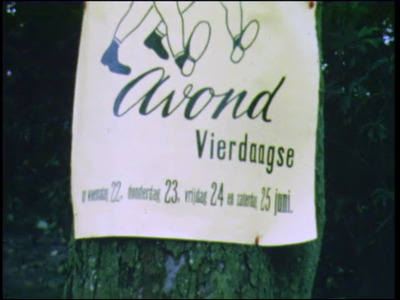 avond
Vierdaagse
op woensdag 22, donderdag 23, vrijdag 24 en zaterdag 25 juni.